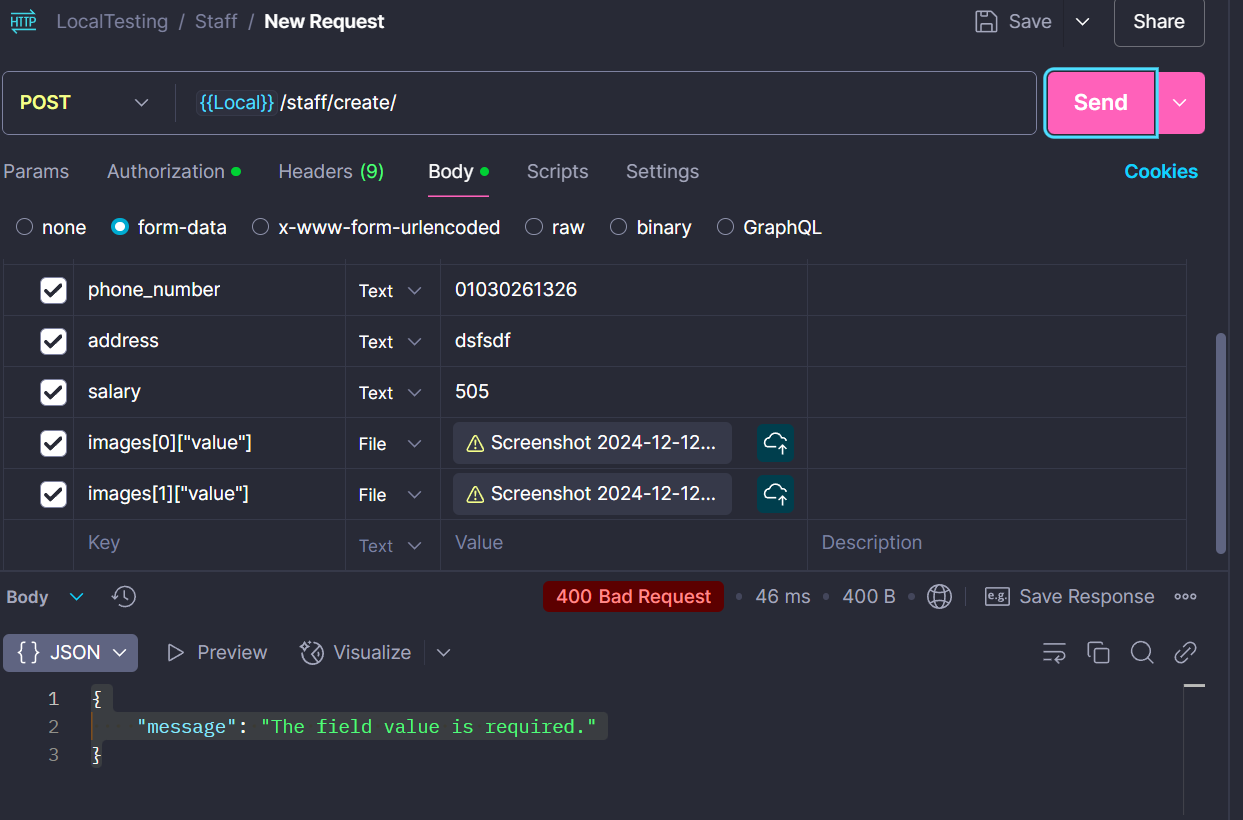 HTTP LocalTesting / Staff / New Request Save Share
POST {{Local}} /staff/create/ Send
Params Authorization Headers (9) Body Scripts Settings Cookies
none form-data x-www-form-urlencoded raw binary GraphQL
phone_number Text 01030261326
address Text dsfsdf
salary Text 505
images[0]["value"] File Screenshot 2024-12-12...
images[1]["value"] File Screenshot 2024-12-12...
Key Text Value Description
Body 400 Bad Request • 46 ms • 400 B • e.g. Save Response
{} JSON Preview Visualize
1 {
2 "message": "The field value is required."
3 }